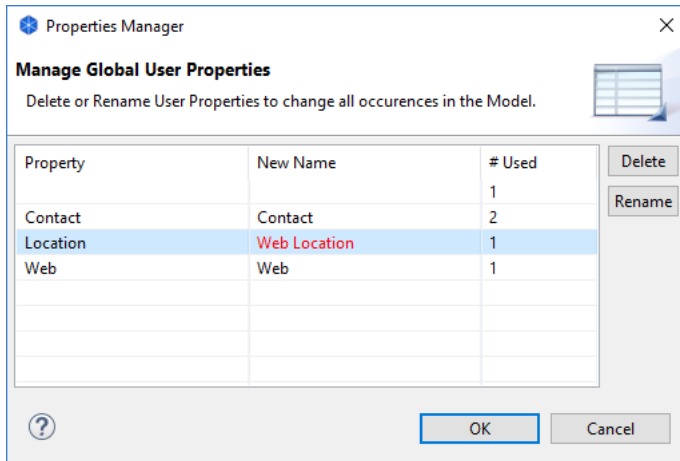 Properties Manager
Manage Global User Properties
Delete or Rename User Properties to change all occurences in the Model.
Property New Name # Used
1
Contact Contact 2
Location Web Location 1
Web Web 1
Delete
Rename
?
OK Cancel